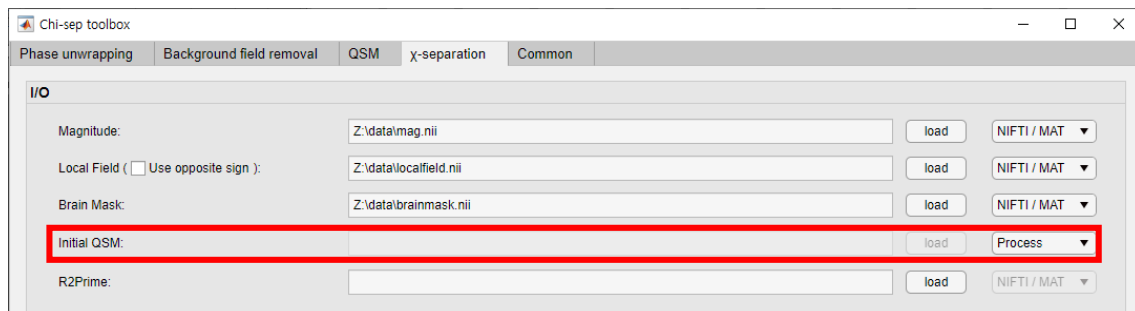 Chi-sep toolbox
Phase unwrapping Background field removal QSM χ-separation Common
I/O
Magnitude: Z:\data\mag.nii load NIFTI / MAT
Local Field ( Use opposite sign ): Z:\data\localfield.nii load NIFTI / MAT
Brain Mask: Z:\data\brainmask.nii load NIFTI / MAT
Initial QSM: load Process
R2Prime: load NIFTI / MAT